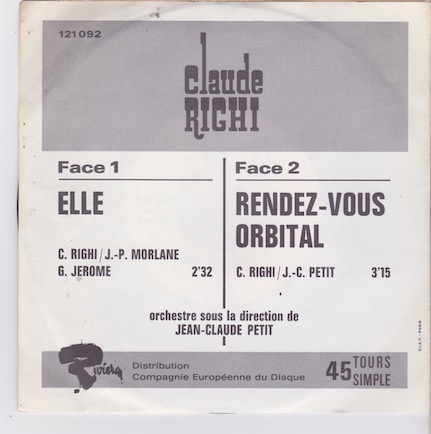 121092
claude
RIGHI
Face 1
ELLE
C. RIGHI / J.-P. MORLANE
G. JEROME 2'32
Face 2
RENDEZ-VOUS
ORBITAL
C. RIGHI / J.-C. PETIT 3'15
orchestre sous la direction de
JEAN-CLAUDE PETIT
Riviera
Distribution
Compagnie Européenne du Disque
45 TOURS
SIMPLE